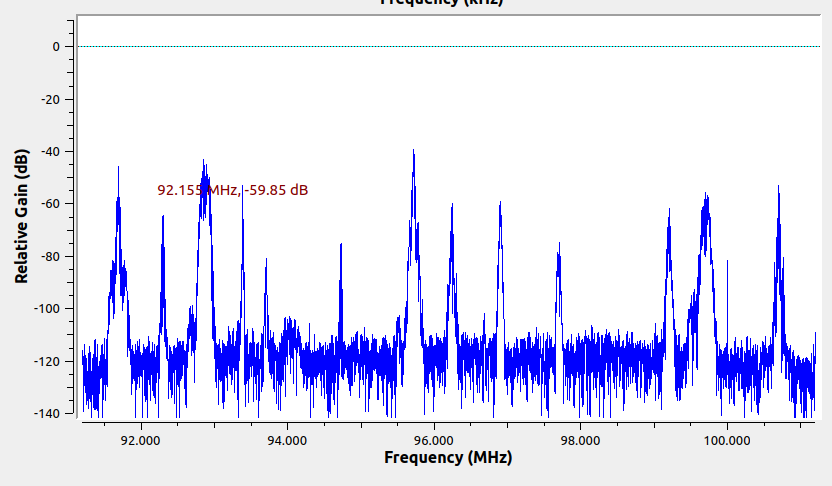 Frequency (kHz)
0
-20
-40
92.155 MHz, -59.85 dB
-60
-80
-100
-120
-140
Relative Gain (dB)
92.000 94.000 96.000 98.000 100.000
Frequency (MHz)